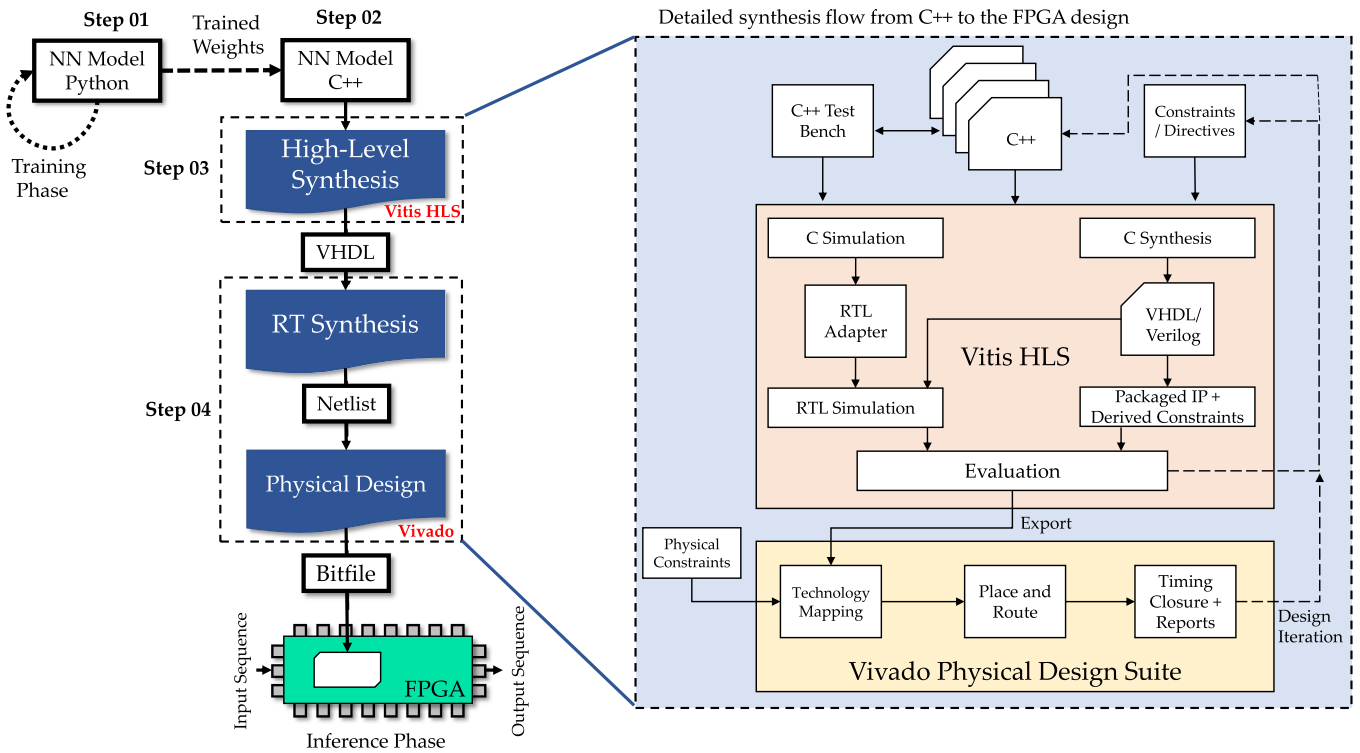 Step 01
Step 02
Trained
Weights
NN Model
Python
NN Model
C++
Training
Phase
Step 03
High-Level
Synthesis
Vitis HLS
VHDL
RT Synthesis
Step 04
Netlist
Physical Design
Vivado
Bitfile
Input Sequence
FPGA
Output Sequence
Inference Phase
Detailed synthesis flow from C++ to the FPGA design
C++ Test
Bench
C++
Constraints
/ Directives
C Simulation
C Synthesis
RTL
Adapter
VHDL/
Verilog
Vitis HLS
RTL Simulation
Packaged IP +
Derived Constraints
Evaluation
Export
Physical
Constraints
Technology
Mapping
Place and
Route
Timing
Closure +
Reports
Design
Iteration
Vivado Physical Design Suite